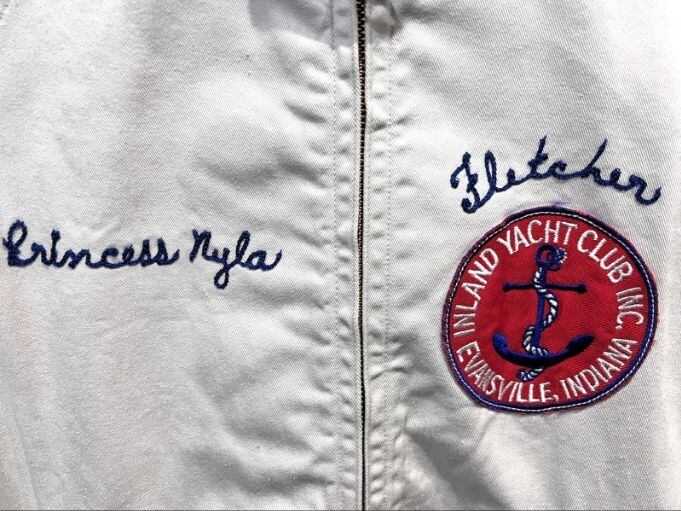 Princess Nyla
Fletcher
INLAND YACHT CLUB INC.
EVANSVILLE, INDIANA